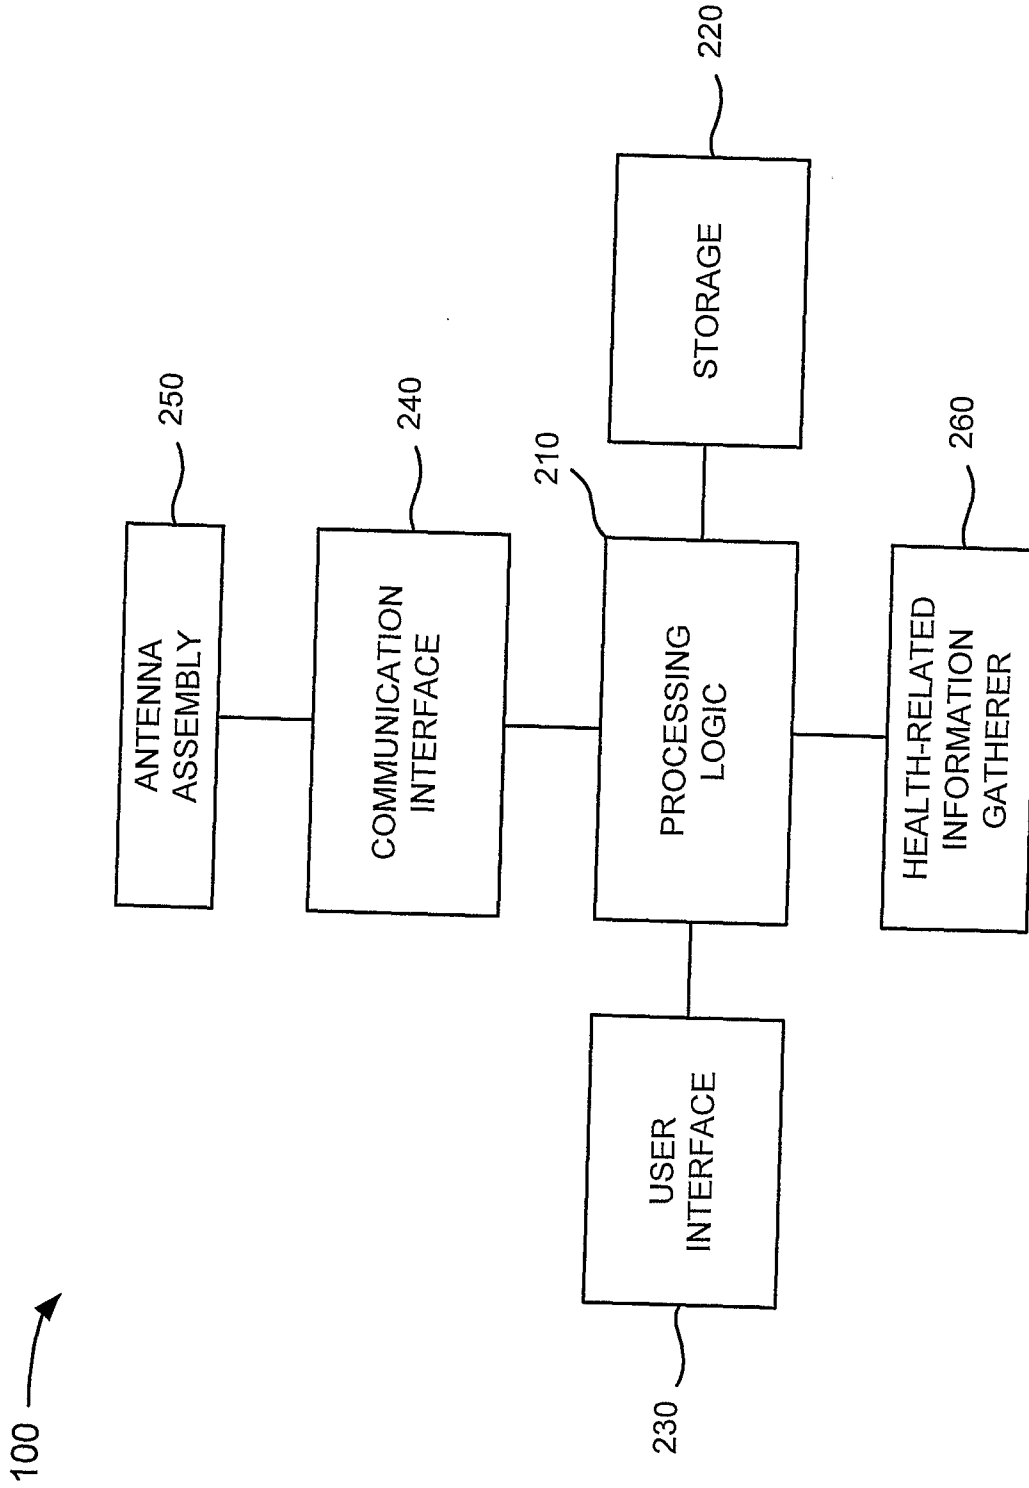 100
ANTENNA
ASSEMBLY
250
COMMUNICATION
INTERFACE
240
USER
INTERFACE
230
PROCESSING
LOGIC
210
STORAGE
220
HEALTH-RELATED
INFORMATION
GATHERER
260